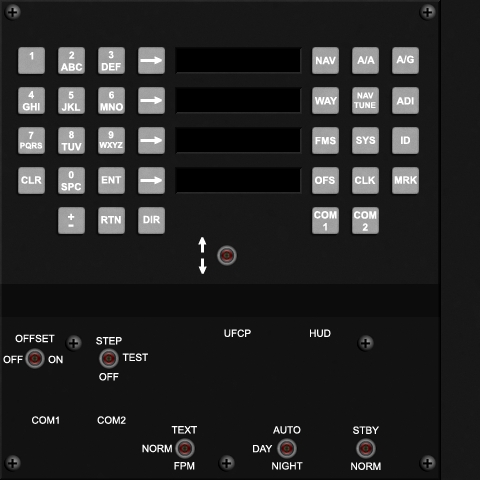 1 2 3 NAV A/A A/G
ABC DEF
4 5 6 WAY NAV ADI
GHI JKL MNO TUNE
7 8 9 FMS SYS ID
PQRS TUV WXYZ
CLR 0 ENT OFS CLK MRK
SPC
+ RTN DIR COM COM
- 1 2
UFCP HUD
OFFSET STEP
OFF ON TEST
OFF
COM1 COM2
TEXT AUTO STBY
NORM DAY
FPM NIGHT NORM